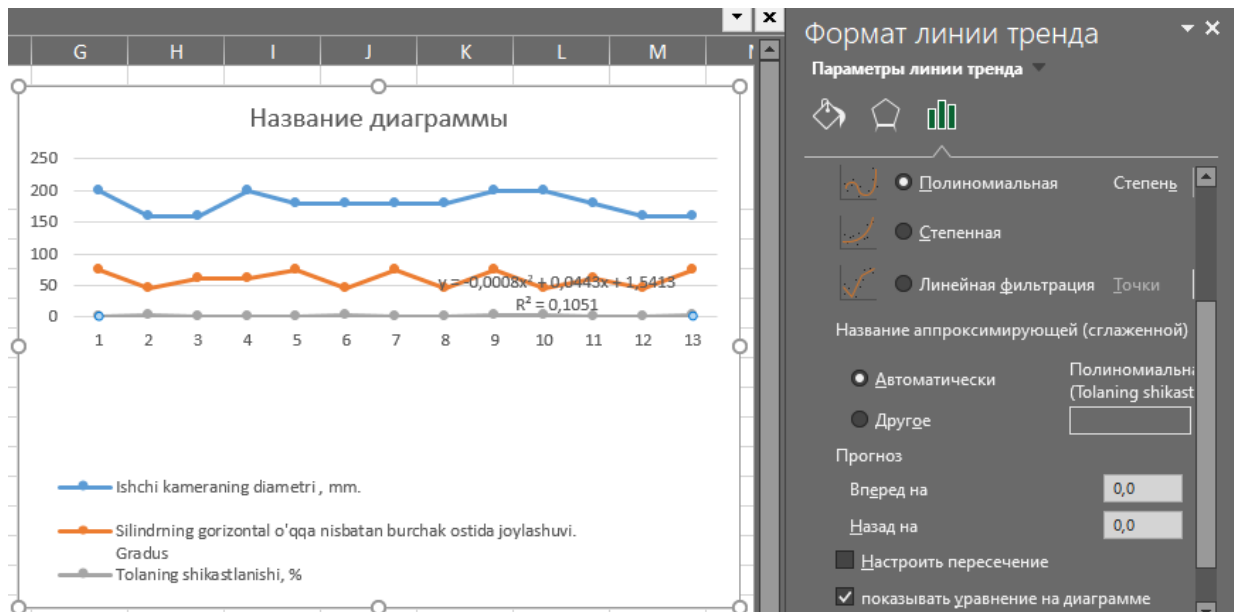 G H I J K L M
Название диаграммы
250
200
150
100
50
0
y = -0,0008x² + 0,0443x + 1,5413
R² = 0,1051
1 2 3 4 5 6 7 8 9 10 11 12 13
Ishchi kameraning diametri , mm.
Silindrning gorizontal o'qqa nisbatan burchak ostida joylashuvi.
Gradus
Tolaning shikastlanishi, %
Формат линии тренда
Параметры линии тренда
Полиномиальная Степень
Степенная
Линейная фильтрация Точки
Название аппроксимирующей (сглаженной)
Автоматически
Полиномиальна
(Tolaning shikast
Другое
Прогноз
Вперед на 0,0
Назад на 0,0
Настроить пересечение
показывать уравнение на диаграмме